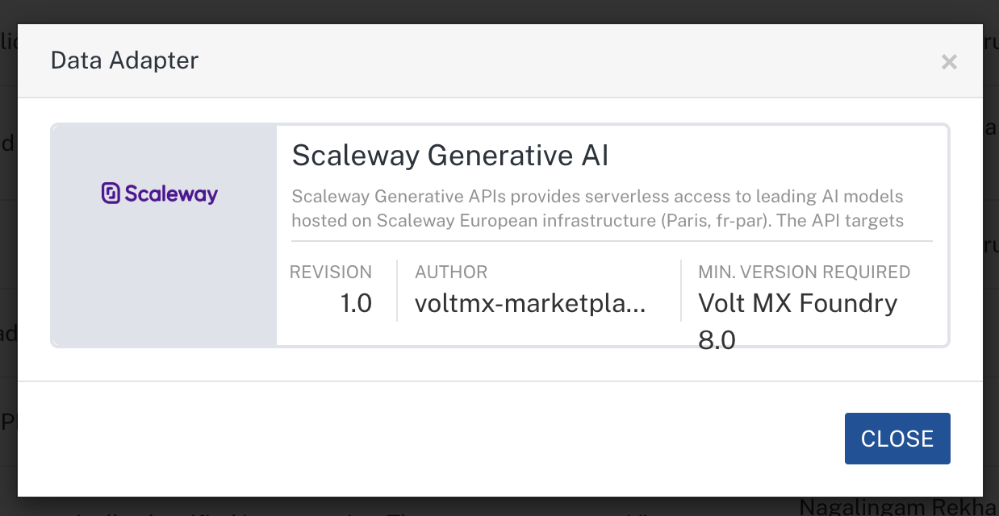 Data Adapter
×
Scaleway
Scaleway Generative AI
Scaleway Generative APIs provides serverless access to leading AI models
hosted on Scaleway European infrastructure (Paris, fr-par). The API targets
REVISION
1.0
AUTHOR
voltmx-marketpla...
MIN. VERSION REQUIRED
Volt MX Foundry
8.0
CLOSE
Nagalingam Rekha